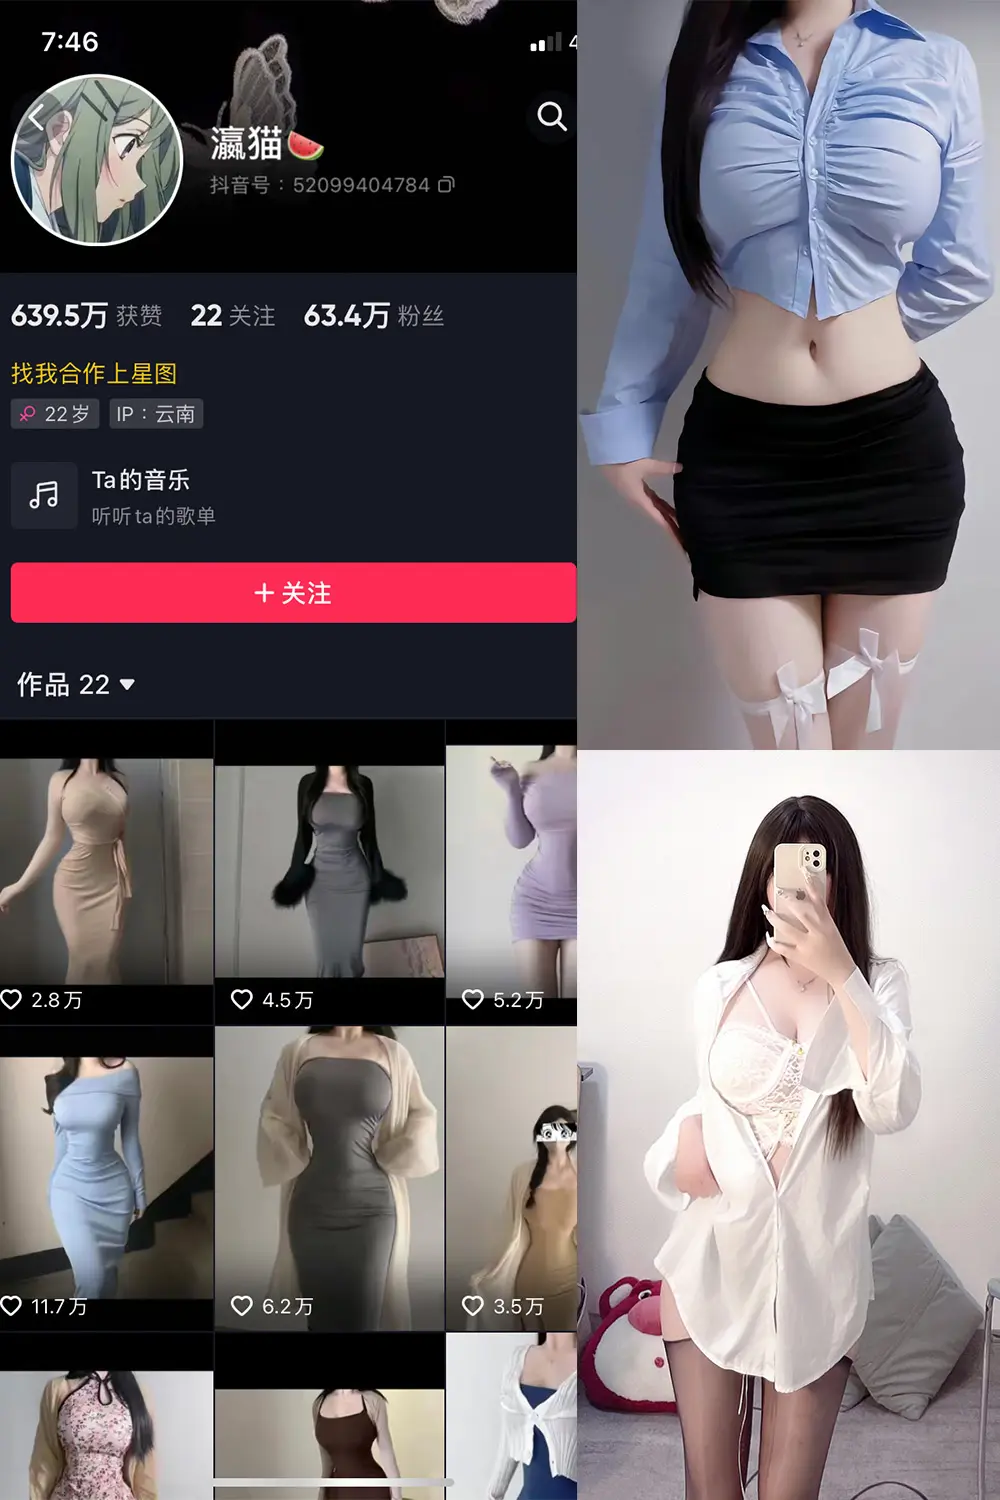 7:46
4
瀛猫🍉
抖音号：52099404784
639.5万 获赞 22 关注 63.4万 粉丝
找我合作上星图
22岁 IP：云南
Ta的音乐
听听ta的歌单
+ 关注
作品 22
2.8万 4.5万 5.2万
11.7万 6.2万 3.5万